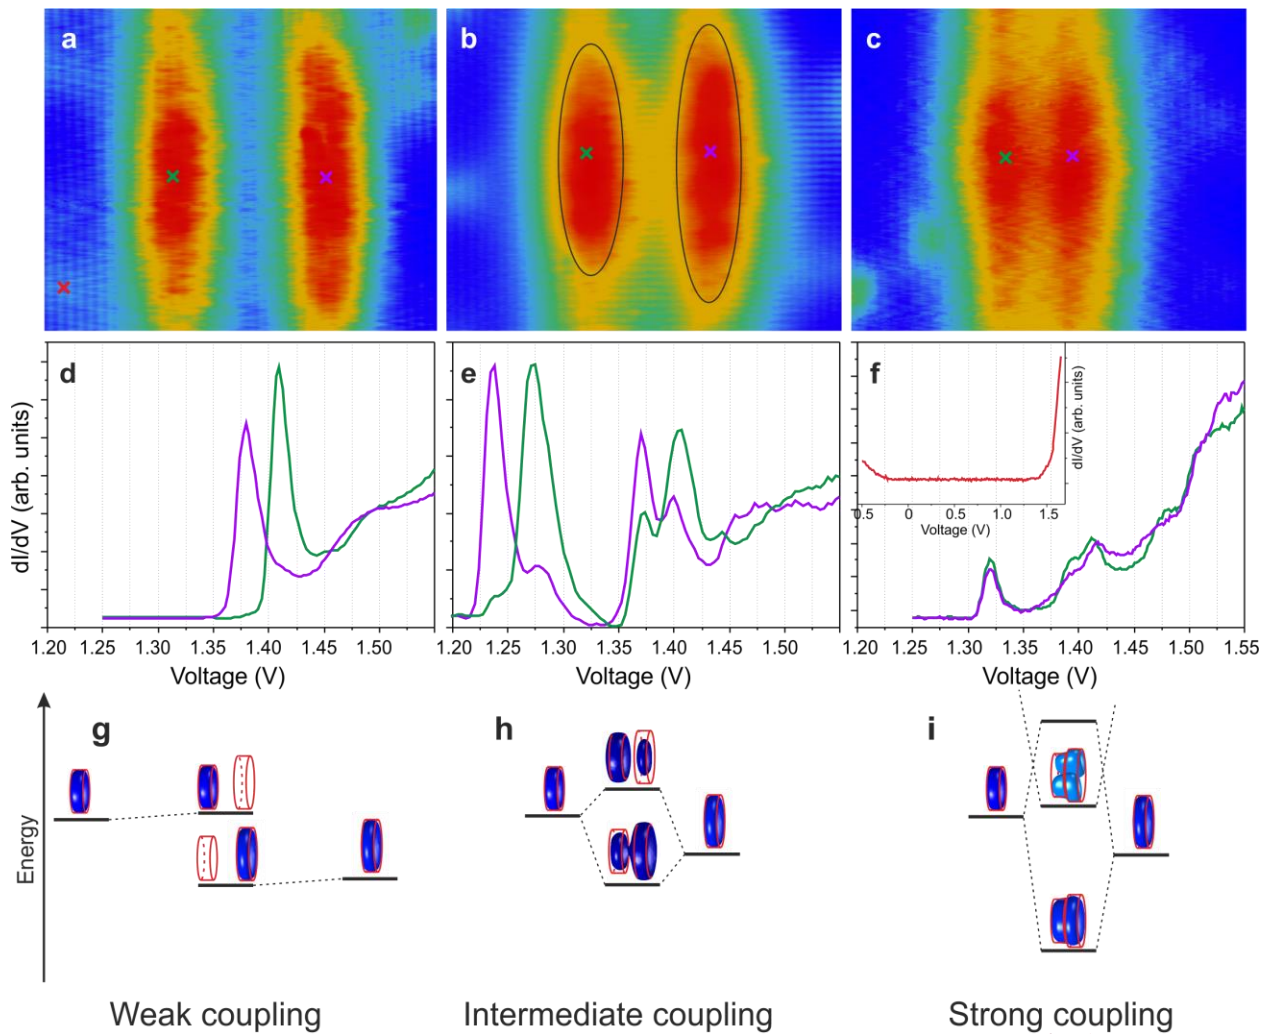 a b c
d e f
dI/dV (arb. units)
dI/dV (arb. units)
-0.5 0 0.5 1.0 1.5
Voltage (V)
1.20 1.25 1.30 1.35 1.40 1.45 1.50 1.20 1.25 1.30 1.35 1.40 1.45 1.50 1.20 1.25 1.30 1.35 1.40 1.45 1.50 1.55
Voltage (V) Voltage (V) Voltage (V)
g h i
Energy
Weak coupling Intermediate coupling Strong coupling